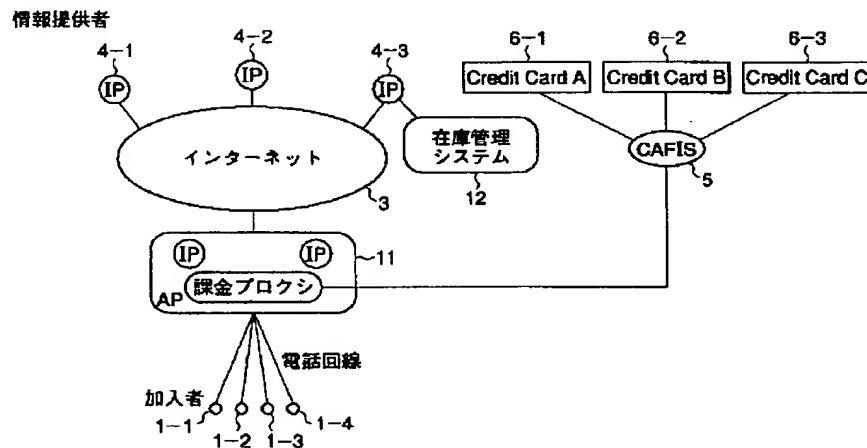 情報提供者
4-1
4-2
4-3
6-1
6-2
6-3
IP
IP
IP
Credit Card A
Credit Card B
Credit Card C
インターネット
在庫管理
システム
CAFIS
5
3
12
IP
IP
11
AP
課金プロクシ
電話回線
加入者
1-1
1-2
1-3
1-4